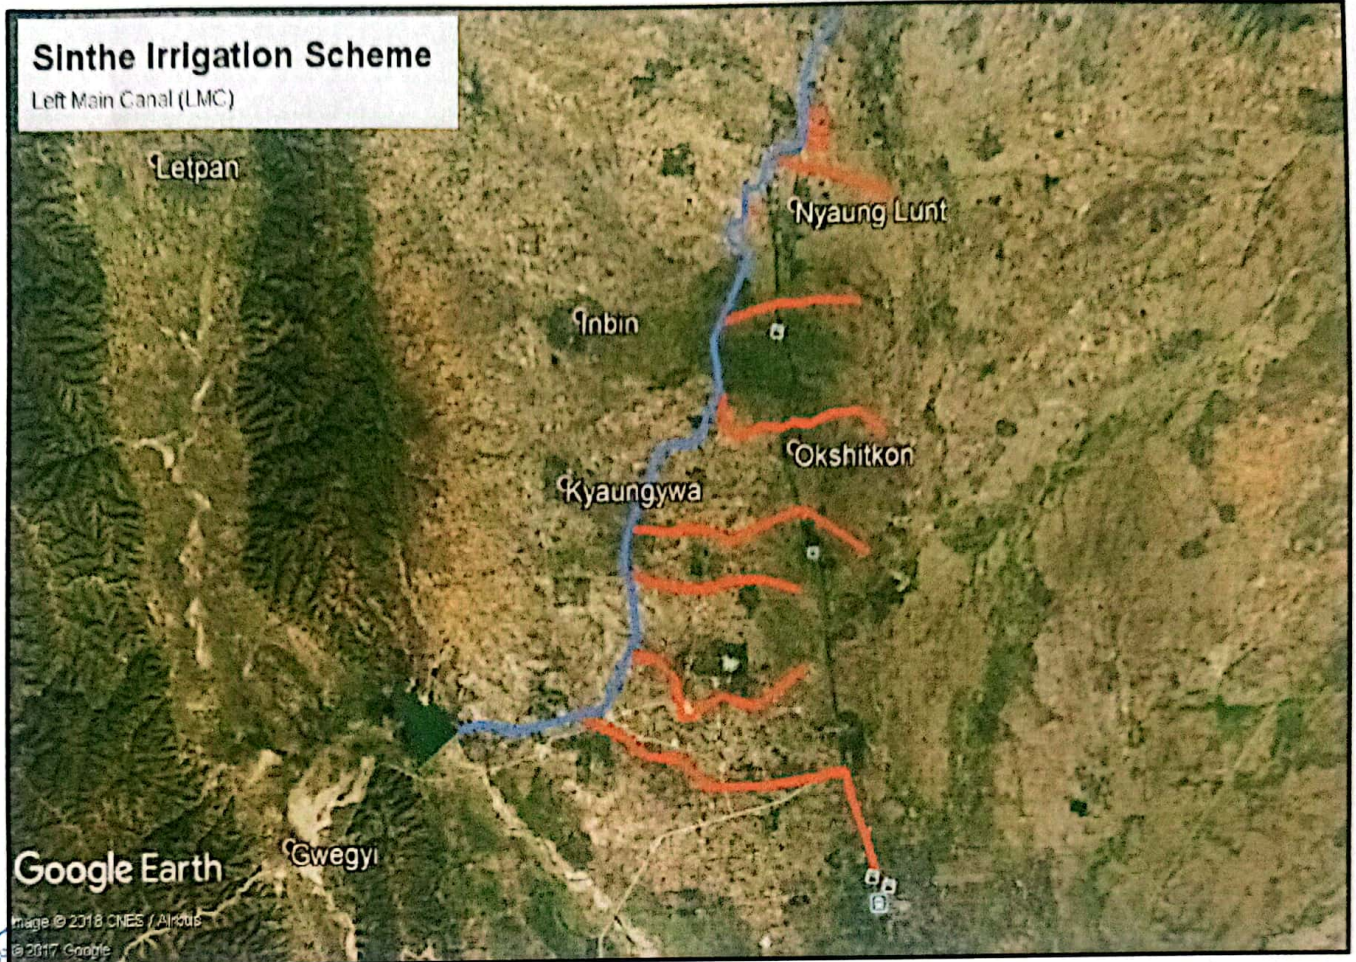 Sinthe Irrigation Scheme
Left Main Canal (LMC)
Letpan
Nyaung Lunt
Inbin
Okshitkon
Kyaungywa
Gwegyi
Google Earth
Image © 2018 CNES / Airbus
© 2017 Google